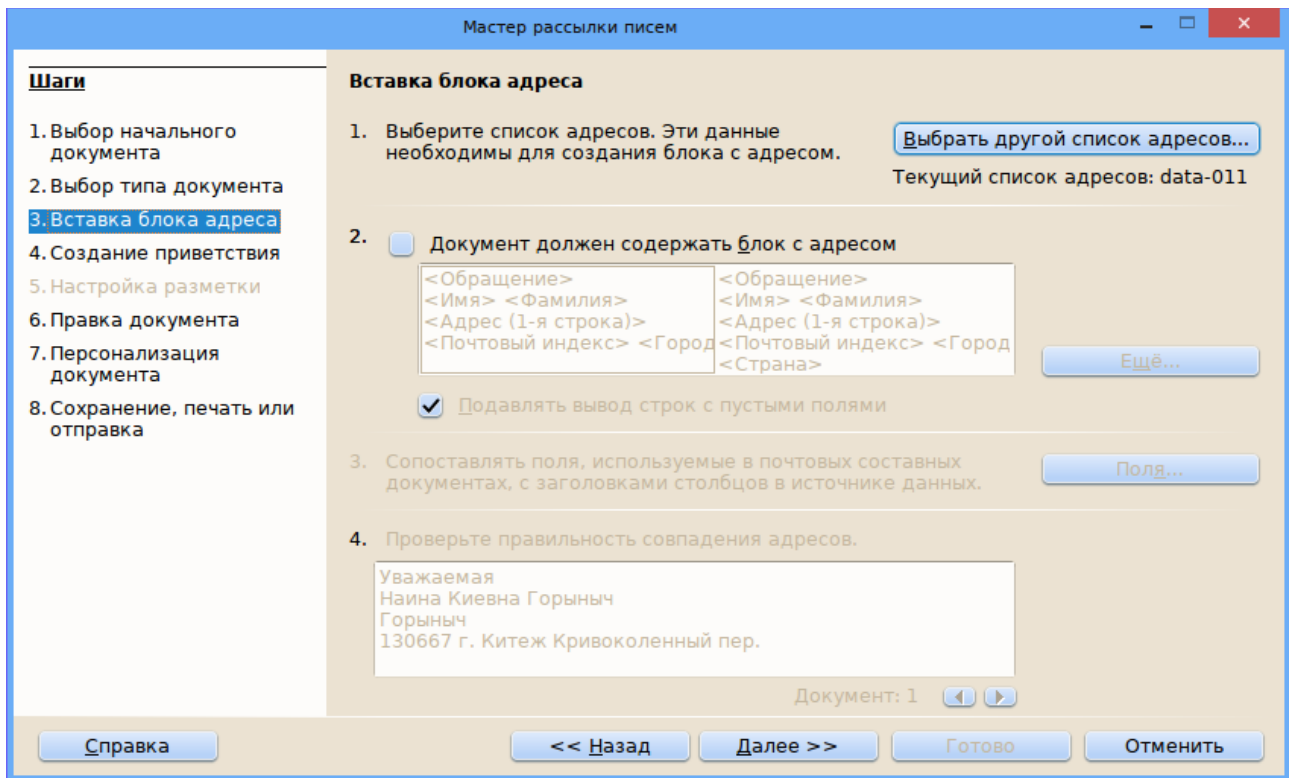 Мастер рассылки писем
Шаги
1. Выбор начального
документа
2. Выбор типа документа
3. Вставка блока адреса
4. Создание приветствия
5. Настройка разметки
6. Правка документа
7. Персонализация
документа
8. Сохранение, печать или
отправка
Вставка блока адреса
1. Выберите список адресов. Эти данные
необходимы для создания блока с адресом.
Выбрать другой список адресов...
Текущий список адресов: data-011
2. Документ должен содержать блок с адресом
<Обращение>
<Имя> <Фамилия>
<Адрес (1-я строка)>
<Почтовый индекс> <Город
<Обращение>
<Имя> <Фамилия>
<Адрес (1-я строка)>
<Почтовый индекс> <Город
<Страна>
Ещё...
Подавлять вывод строк с пустыми полями
3. Сопоставлять поля, используемые в почтовых составных
документах, с заголовками столбцов в источнике данных.
Поля...
4. Проверьте правильность совпадения адресов.
Уважаемая
Наина Киевна Горыныч
Горыныч
130667 г. Китеж Кривоколенный пер.
Документ: 1
Справка
<< Назад
Далее >>
Готово
Отменить